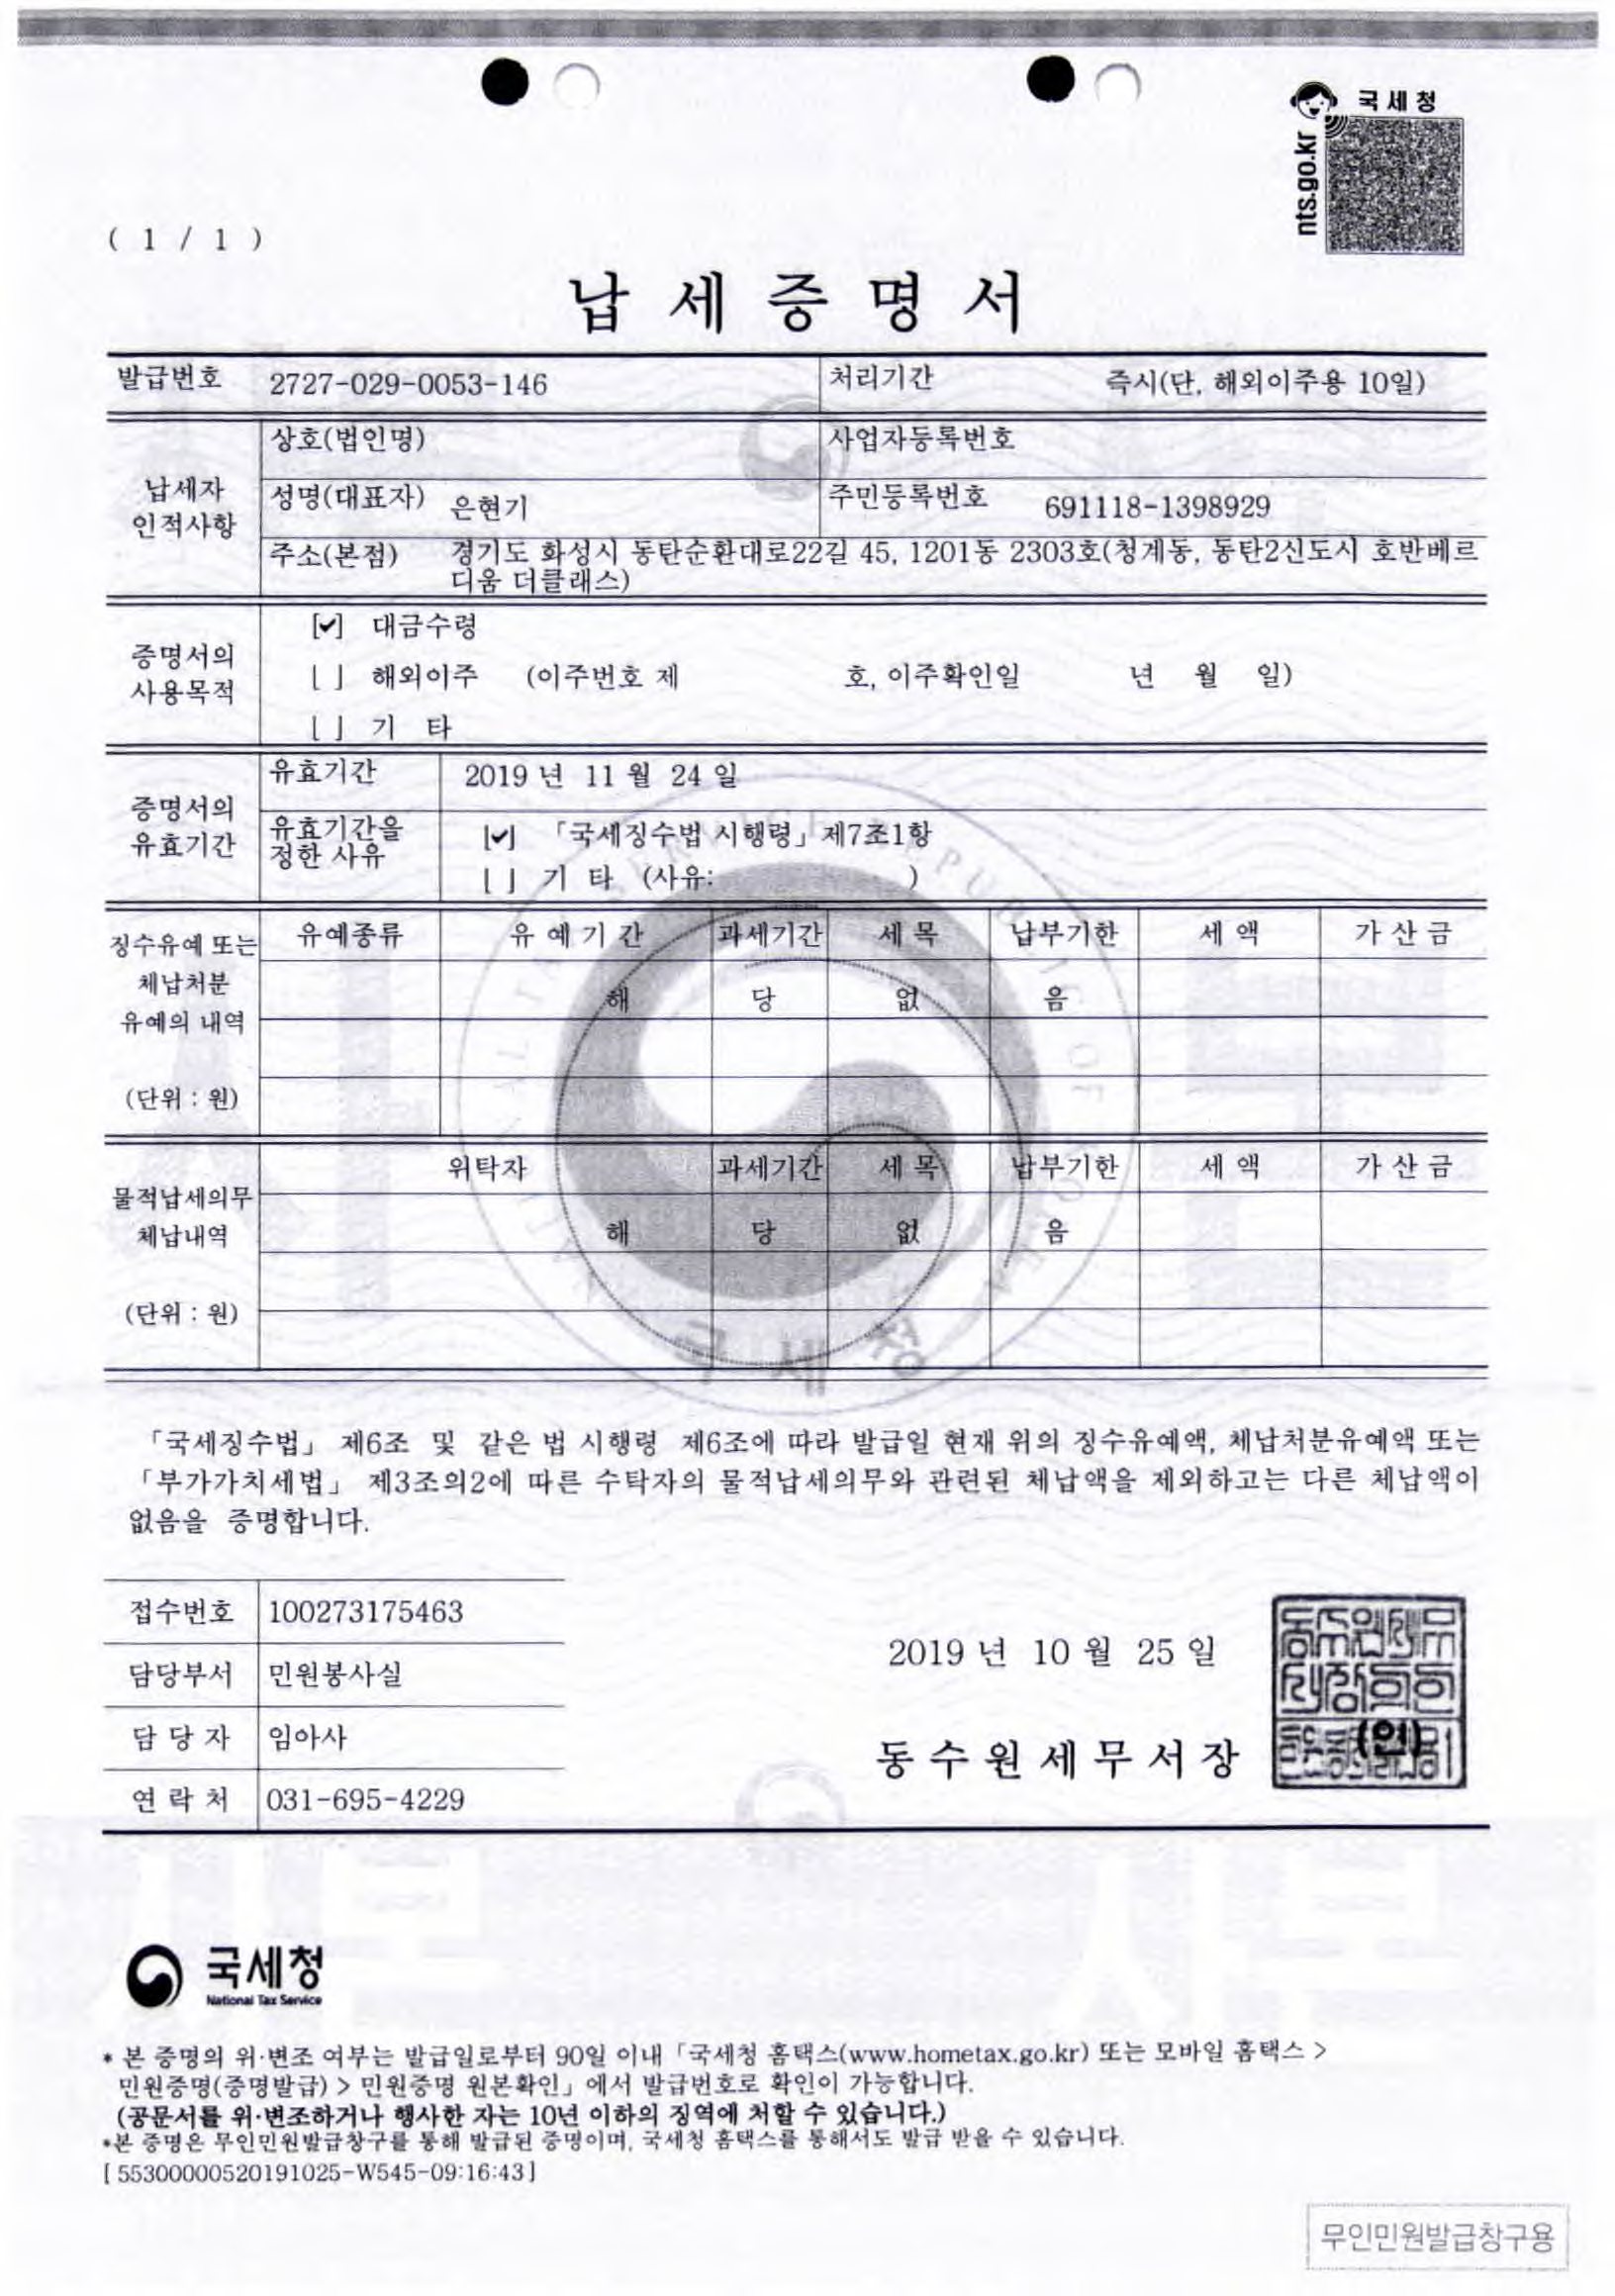 국세청
nts.go.kr
( 1 / 1 )
납 세 증 명 서
발급번호 2727-029-0053-146 처리기간 즉시(단, 해외이주용 10일)
납세자 인적사항
상호(법인명) 사업자등록번호
성명(대표자) 은현기 주민등록번호 691118-1398929
주소(본점) 경기도 화성시 동탄순환대로22길 45, 1201동 2303호(청계동, 동탄2신도시 호반베르
디움 더클래스)
증명서의 사용목적
[✔] 대금수령
[ ] 해외이주 (이주번호 제 호, 이주확인일 년 월 일)
[ ] 기 타
증명서의 유효기간
유효기간 2019 년 11 월 24 일
유효기간을 정한 사유
[✔] 「국세징수법 시행령」 제7조1항
[ ] 기 타 (사유: )
징수유예 또는 체납처분 유예의 내역 (단위 : 원)
유예종류 유 예 기 간 과세기간 세 목 납부기한 세 액 가 산 금
해 당 없 음
물적납세의무 체납내역 (단위 : 원)
위탁자 과세기간 세 목 납부기한 세 액 가 산 금
해 당 없 음
국 세 청
「국세징수법」 제6조 및 같은 법 시행령 제6조에 따라 발급일 현재 위의 징수유예액, 체납처분유예액 또는
「부가가치세법」 제3조의2에 따른 수탁자의 물적납세의무와 관련된 체납액을 제외하고는 다른 체납액이
없음을 증명합니다.
접수번호 100273175463
담당부서 민원봉사실
담 당 자 임아사
연 락 처 031-695-4229
2019 년 10 월 25 일
동 수 원 세 무 서 장 (인)
국세청
National Tax Service
* 본 증명의 위·변조 여부는 발급일로부터 90일 이내 「국세청 홈택스(www.hometax.go.kr) 또는 모바일 홈택스 >
민원증명(증명발급) > 민원증명 원본확인」에서 발급번호로 확인이 가능합니다.
(공문서를 위·변조하거나 행사한 자는 10년 이하의 징역에 처할 수 있습니다.)
*본 증명은 무인민원발급창구를 통해 발급된 증명이며, 국세청 홈택스를 통해서도 발급 받을 수 있습니다.
[ 55300000520191025-W545-09:16:43]
무인민원발급창구용